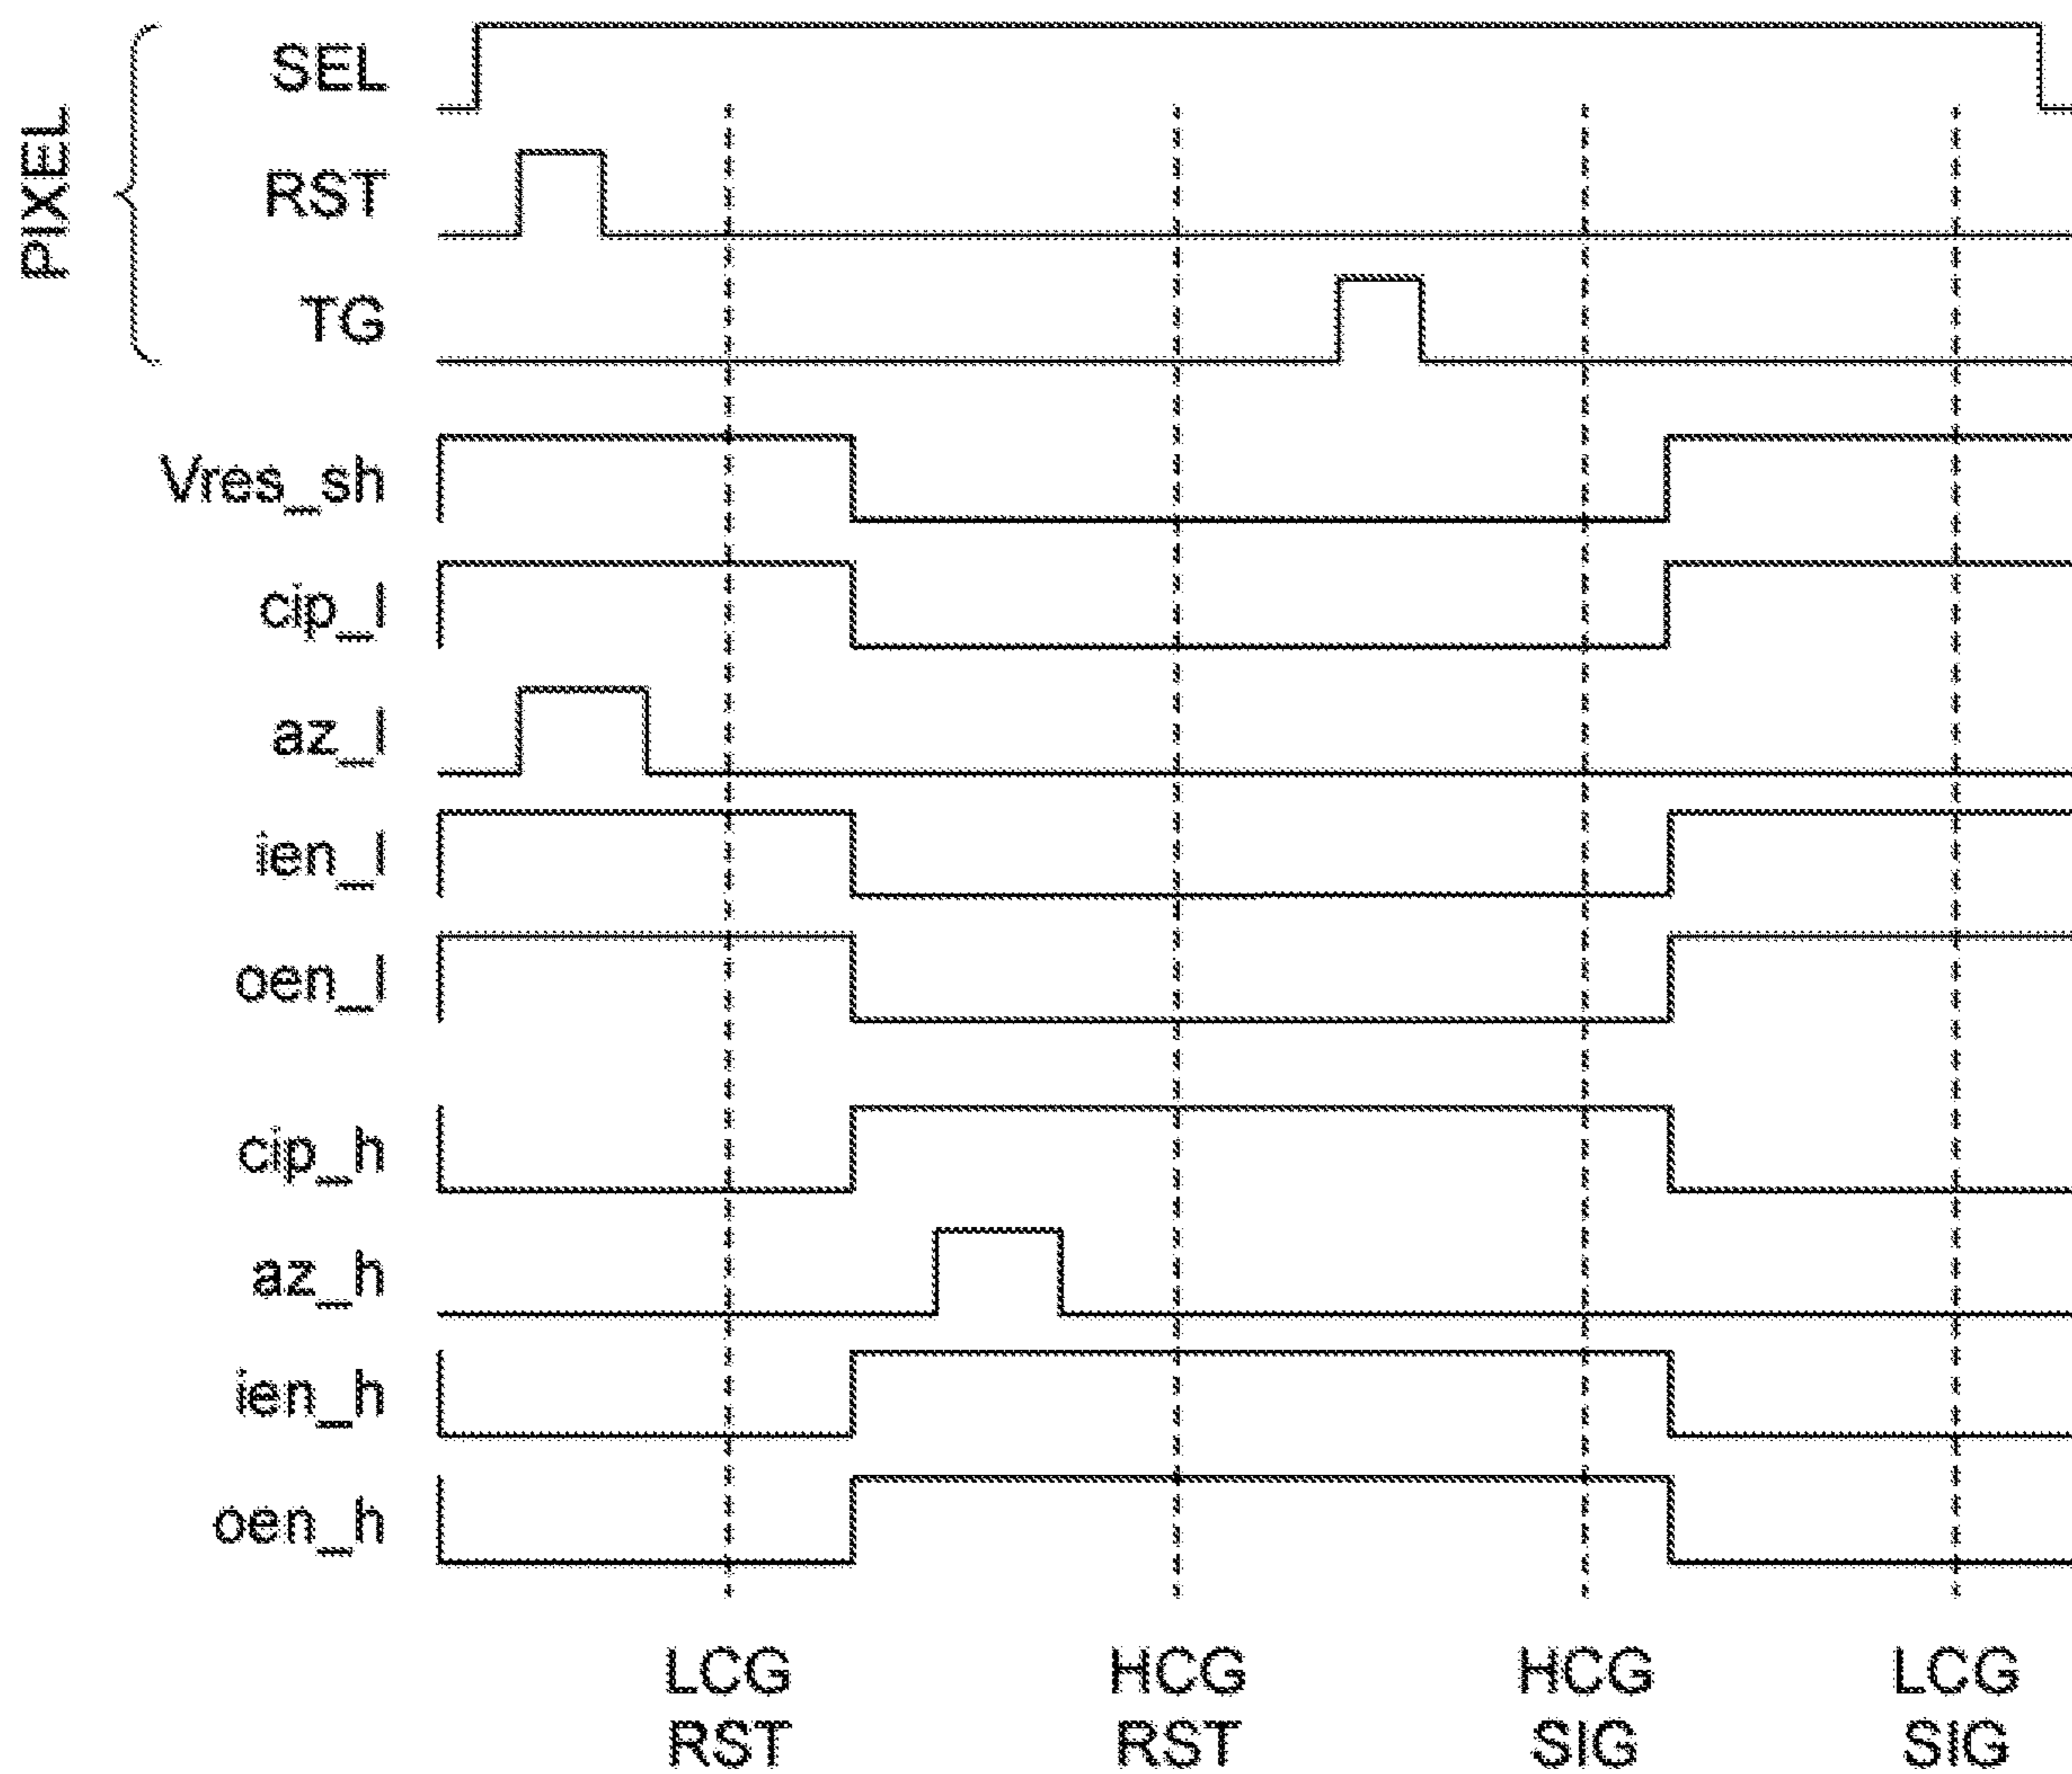 PIXEL
SEL
RST
TG
Vres_sh
cip_l
az_l
ien_l
oen_l
cip_h
az_h
ien_h
oen_h
LCG RST
HCG RST
HCG SIG
LCG SIG